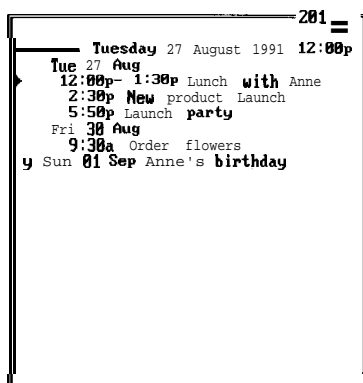 201
Tuesday 27 August 1991 12:00p
Tue 27 Aug
12:00p- 1:30p Lunch with Anne
2:30p New product Launch
5:50p Launch party
Fri 30 Aug
9:30a Order flowers
y Sun 01 Sep Anne's birthday